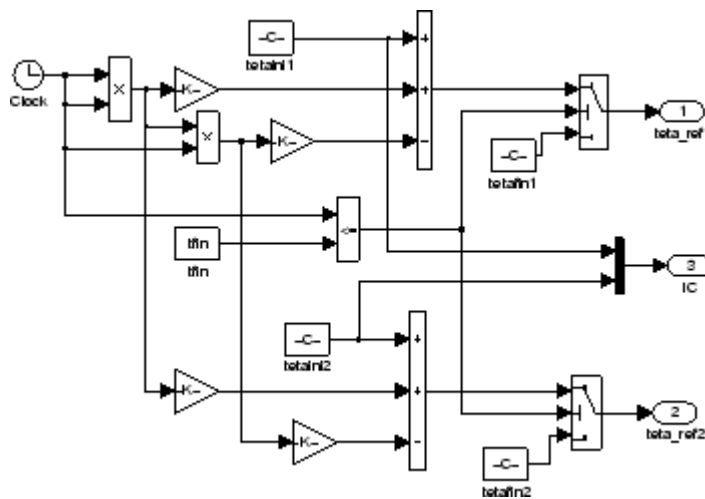 -C-
+
tetaini1
Clock
×
-K-
+
1
teta_ref
×
-K-
-
-C-
tetafin1
<=
tfin
tfin
3
IC
-C-
+
tetaini2
-K-
+
2
teta_ref2
-K-
-
-C-
tetafin2